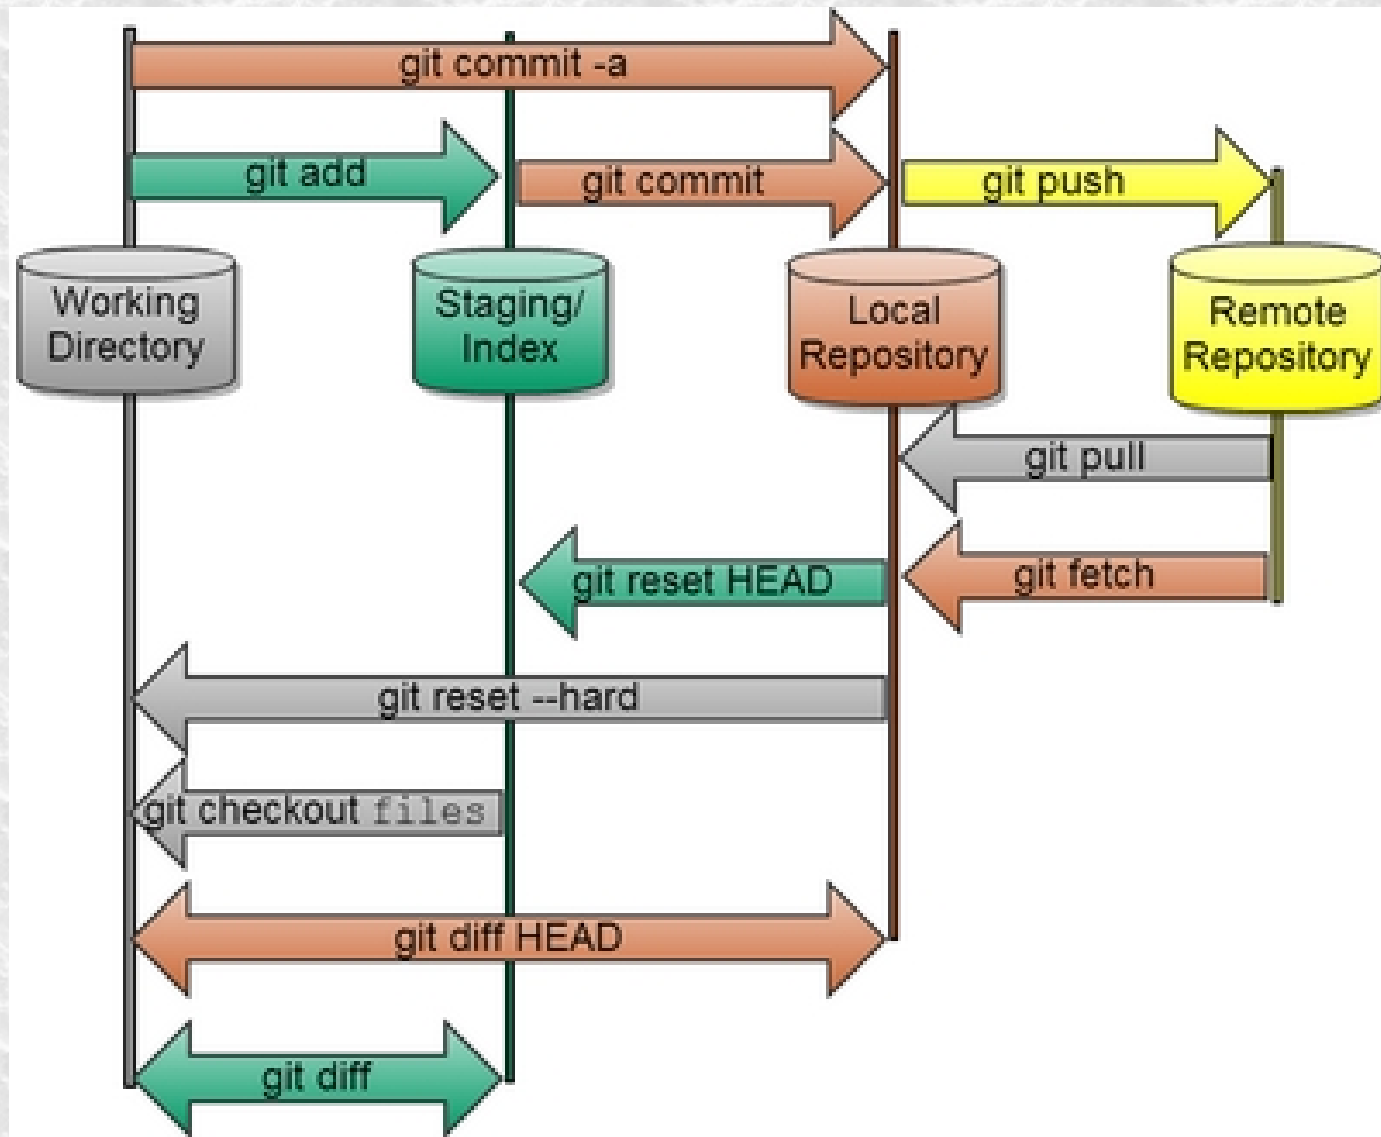 git commit -a
git add
git commit
git push
Working
Directory
Staging/
Index
Local
Repository
Remote
Repository
git pull
git fetch
git reset HEAD
git reset --hard
git checkout files
git diff HEAD
git diff